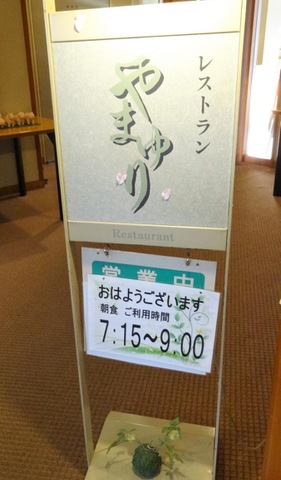 レストラン
やまゆり
Restaurant
営業中
おはようございます
朝食 ご利用時間
7:15～9:00